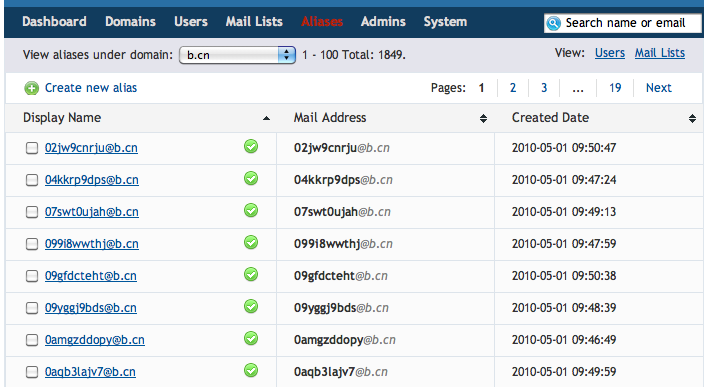 Dashboard Domains Users Mail Lists Aliases Admins System Search name or email
View aliases under domain: b.cn 1 - 100 Total: 1849. View: Users Mail Lists
Create new alias Pages: 1 2 3 ... 19 Next
Display Name Mail Address Created Date
02jw9cnrju@b.cn 02jw9cnrju@b.cn 2010-05-01 09:50:47
04kkrp9dps@b.cn 04kkrp9dps@b.cn 2010-05-01 09:47:24
07swt0ujah@b.cn 07swt0ujah@b.cn 2010-05-01 09:49:13
099i8wwthj@b.cn 099i8wwthj@b.cn 2010-05-01 09:47:59
09gfdcteht@b.cn 09gfdcteht@b.cn 2010-05-01 09:50:38
09yggj9bds@b.cn 09yggj9bds@b.cn 2010-05-01 09:48:39
0amgzddopy@b.cn 0amgzddopy@b.cn 2010-05-01 09:46:49
0aqb3lajv7@b.cn 0aqb3lajv7@b.cn 2010-05-01 09:49:59